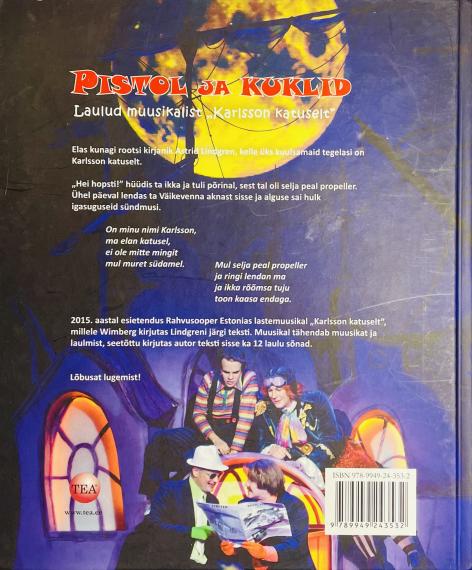 PISTOL JA KUKLID
Laulud muusikalist „Karlsson katuselt"
Elas kunagi rootsi kirjanik Astrid Lindgren, kelle üks kuulsamaid tegelasi on
Karlsson katuselt.
„Hei hopsti!" hüüdis ta ikka ja tuli põrinal, sest tal oli selja peal propeller.
Ühel päeval lendas ta Väikevenna aknast sisse ja alguse sai hulk
igasuguseid sündmusi.
On minu nimi Karlsson,
ma elan katusel,
ei ole mitte mingit
mul muret südamel.
Mul selja peal propeller
ja ringi lendan ma
ja ikka rõõmsa tuju
toon kaasa endaga.
2015. aastal esietendus Rahvusooper Estonias lastemuusikal „Karlsson katuselt",
millele Wimberg kirjutas Lindgreni järgi teksti. Muusikal tähendab muusikat ja
laulmist, seetõttu kirjutas autor teksti sisse ka 12 laulu sõnad.
Lõbusat lugemist!
TEA
www.tea.ee
ISBN 978-9949-24-353-2
9 789949 243532